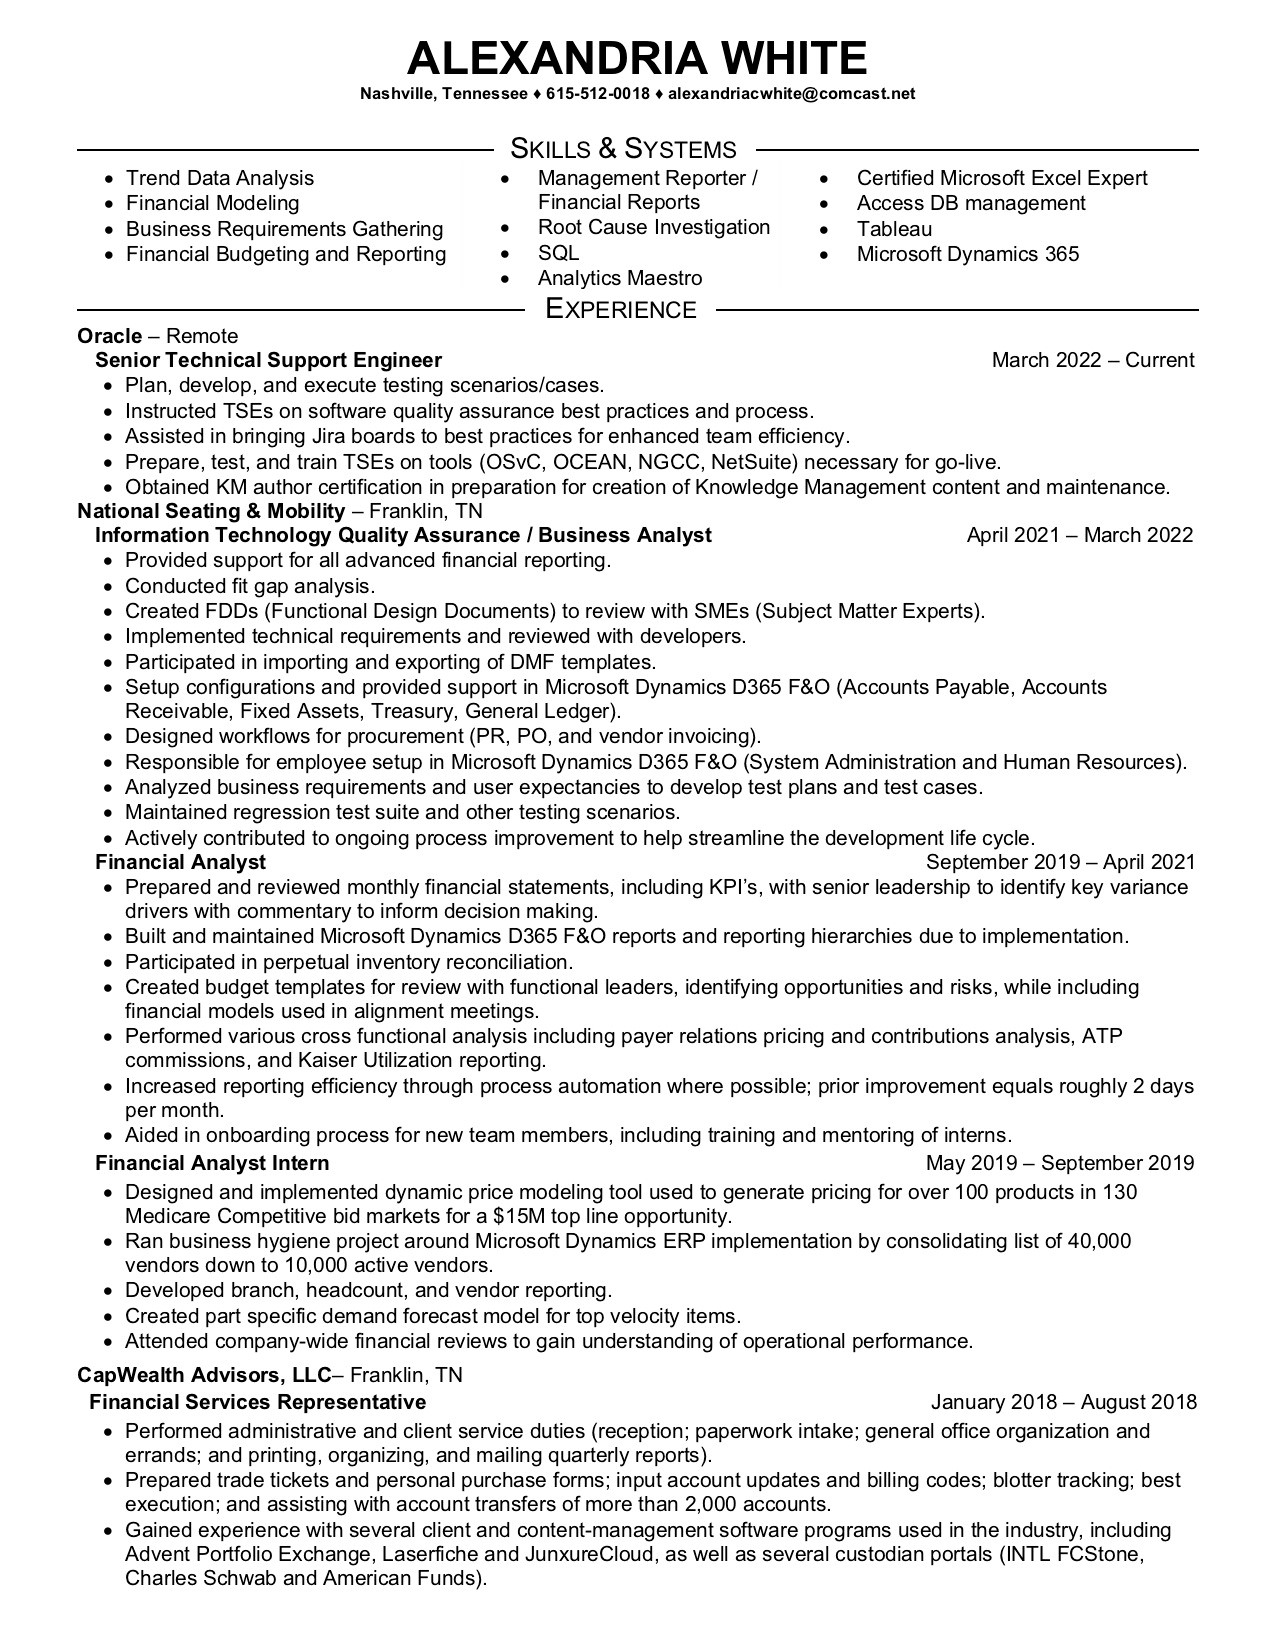 ALEXANDRIA WHITE
Nashville, Tennessee ♦ 615-512-0018 ♦ alexandriacwhite@comcast.net
SKILLS & SYSTEMS
• Trend Data Analysis
• Financial Modeling
• Business Requirements Gathering
• Financial Budgeting and Reporting
• Management Reporter /
Financial Reports
• Root Cause Investigation
• SQL
• Analytics Maestro
• Certified Microsoft Excel Expert
• Access DB management
• Tableau
• Microsoft Dynamics 365
EXPERIENCE
Oracle – Remote
Senior Technical Support Engineer March 2022 – Current
• Plan, develop, and execute testing scenarios/cases.
• Instructed TSEs on software quality assurance best practices and process.
• Assisted in bringing Jira boards to best practices for enhanced team efficiency.
• Prepare, test, and train TSEs on tools (OSvC, OCEAN, NGCC, NetSuite) necessary for go-live.
• Obtained KM author certification in preparation for creation of Knowledge Management content and maintenance.
National Seating & Mobility – Franklin, TN
Information Technology Quality Assurance / Business Analyst April 2021 – March 2022
• Provided support for all advanced financial reporting.
• Conducted fit gap analysis.
• Created FDDs (Functional Design Documents) to review with SMEs (Subject Matter Experts).
• Implemented technical requirements and reviewed with developers.
• Participated in importing and exporting of DMF templates.
• Setup configurations and provided support in Microsoft Dynamics D365 F&O (Accounts Payable, Accounts
Receivable, Fixed Assets, Treasury, General Ledger).
• Designed workflows for procurement (PR, PO, and vendor invoicing).
• Responsible for employee setup in Microsoft Dynamics D365 F&O (System Administration and Human Resources).
• Analyzed business requirements and user expectancies to develop test plans and test cases.
• Maintained regression test suite and other testing scenarios.
• Actively contributed to ongoing process improvement to help streamline the development life cycle.
Financial Analyst September 2019 – April 2021
• Prepared and reviewed monthly financial statements, including KPI’s, with senior leadership to identify key variance
drivers with commentary to inform decision making.
• Built and maintained Microsoft Dynamics D365 F&O reports and reporting hierarchies due to implementation.
• Participated in perpetual inventory reconciliation.
• Created budget templates for review with functional leaders, identifying opportunities and risks, while including
financial models used in alignment meetings.
• Performed various cross functional analysis including payer relations pricing and contributions analysis, ATP
commissions, and Kaiser Utilization reporting.
• Increased reporting efficiency through process automation where possible; prior improvement equals roughly 2 days
per month.
• Aided in onboarding process for new team members, including training and mentoring of interns.
Financial Analyst Intern May 2019 – September 2019
• Designed and implemented dynamic price modeling tool used to generate pricing for over 100 products in 130
Medicare Competitive bid markets for a $15M top line opportunity.
• Ran business hygiene project around Microsoft Dynamics ERP implementation by consolidating list of 40,000
vendors down to 10,000 active vendors.
• Developed branch, headcount, and vendor reporting.
• Created part specific demand forecast model for top velocity items.
• Attended company-wide financial reviews to gain understanding of operational performance.
CapWealth Advisors, LLC– Franklin, TN
Financial Services Representative January 2018 – August 2018
• Performed administrative and client service duties (reception; paperwork intake; general office organization and
errands; and printing, organizing, and mailing quarterly reports).
• Prepared trade tickets and personal purchase forms; input account updates and billing codes; blotter tracking; best
execution; and assisting with account transfers of more than 2,000 accounts.
• Gained experience with several client and content-management software programs used in the industry, including
Advent Portfolio Exchange, Laserfiche and JunxureCloud, as well as several custodian portals (INTL FCStone,
Charles Schwab and American Funds).